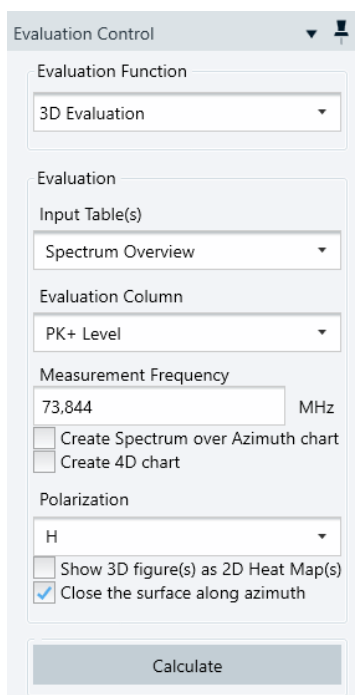 Evaluation Control
Evaluation Function
3D Evaluation
Evaluation
Input Table(s)
Spectrum Overview
Evaluation Column
PK+ Level
Measurement Frequency
73,844 MHz
Create Spectrum over Azimuth chart
Create 4D chart
Polarization
H
Show 3D figure(s) as 2D Heat Map(s)
Close the surface along azimuth
Calculate